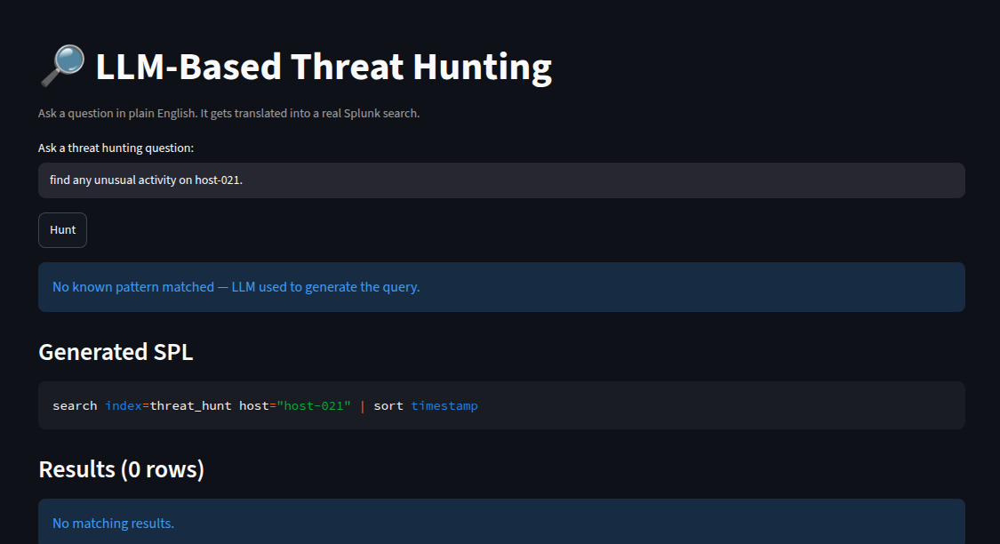 LLM-Based Threat Hunting
Ask a question in plain English. It gets translated into a real Splunk search.
Ask a threat hunting question:
find any unusual activity on host-021.
Hunt
No known pattern matched — LLM used to generate the query.
Generated SPL
search index=threat_hunt host="host-021" | sort timestamp
Results (0 rows)
No matching results.